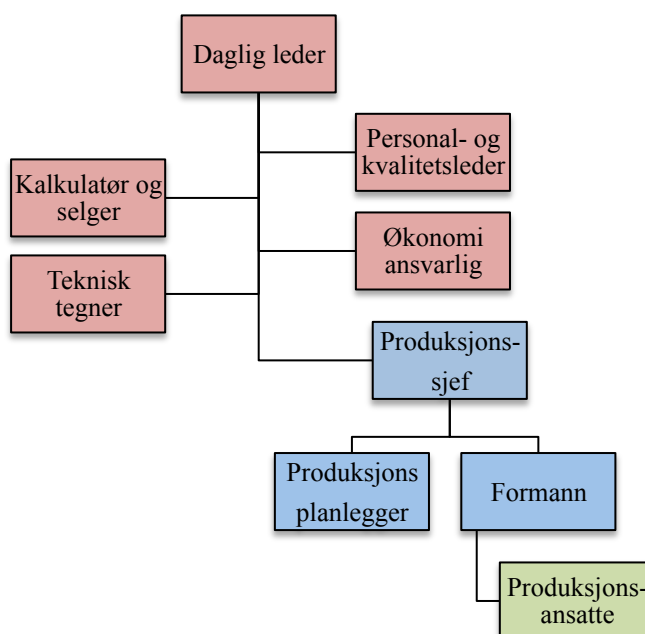 Daglig leder
Personal- og
kvalitetsleder
Kalkulatør og
selger
Økonomi
ansvarlig
Teknisk
tegner
Produksjons-
sjef
Produksjons
planlegger
Formann
Produksjons-
ansatte